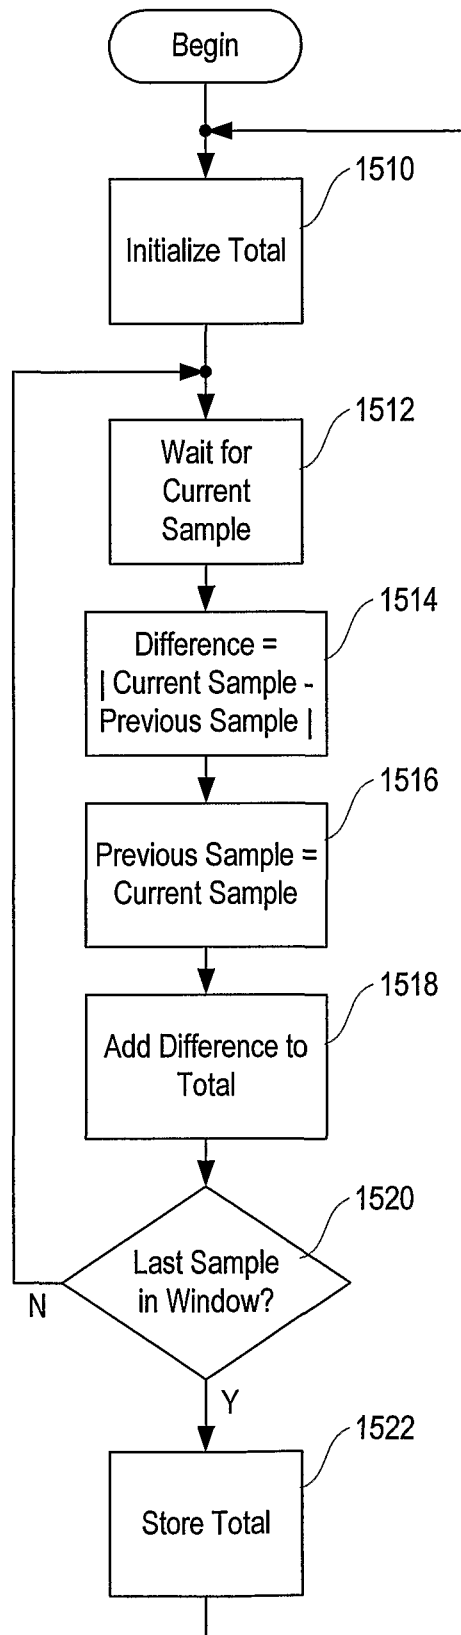 Begin
1510
Initialize Total
1512
Wait for
Current
Sample
1514
Difference =
| Current Sample -
Previous Sample |
1516
Previous Sample =
Current Sample
1518
Add Difference to
Total
1520
Last Sample
in Window?
N
Y
1522
Store Total